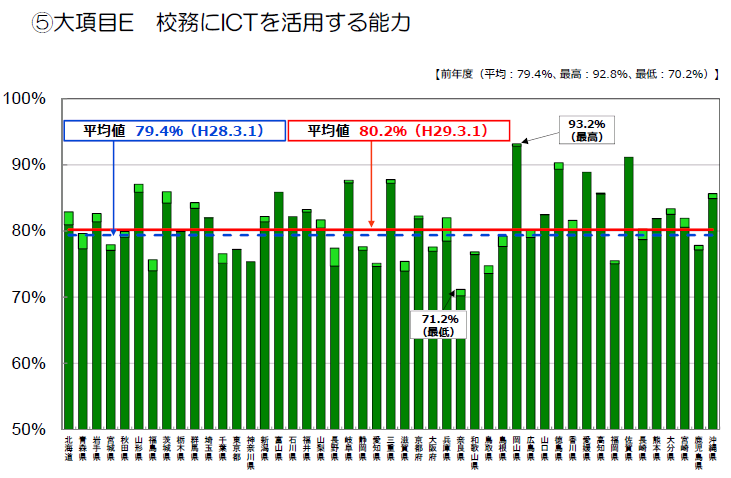 ⑤大項目E　校務にICTを活用する能力
【前年度（平均：79.4%、最高：92.8%、最低：70.2%）】
100%
平均値 79.4%（H28.3.1）
平均値 80.2%（H29.3.1）
93.2%
（最高）
90%
80%
70%
71.2%
（最低）
60%
50%
北海道
青森県
岩手県
宮城県
秋田県
山形県
福島県
茨城県
栃木県
群馬県
埼玉県
千葉県
東京都
神奈川県
新潟県
富山県
石川県
福井県
山梨県
長野県
岐阜県
静岡県
愛知県
三重県
滋賀県
京都府
大阪府
兵庫県
奈良県
和歌山県
鳥取県
島根県
岡山県
広島県
山口県
徳島県
香川県
愛媛県
高知県
福岡県
佐賀県
長崎県
熊本県
大分県
宮崎県
鹿児島県
沖縄県